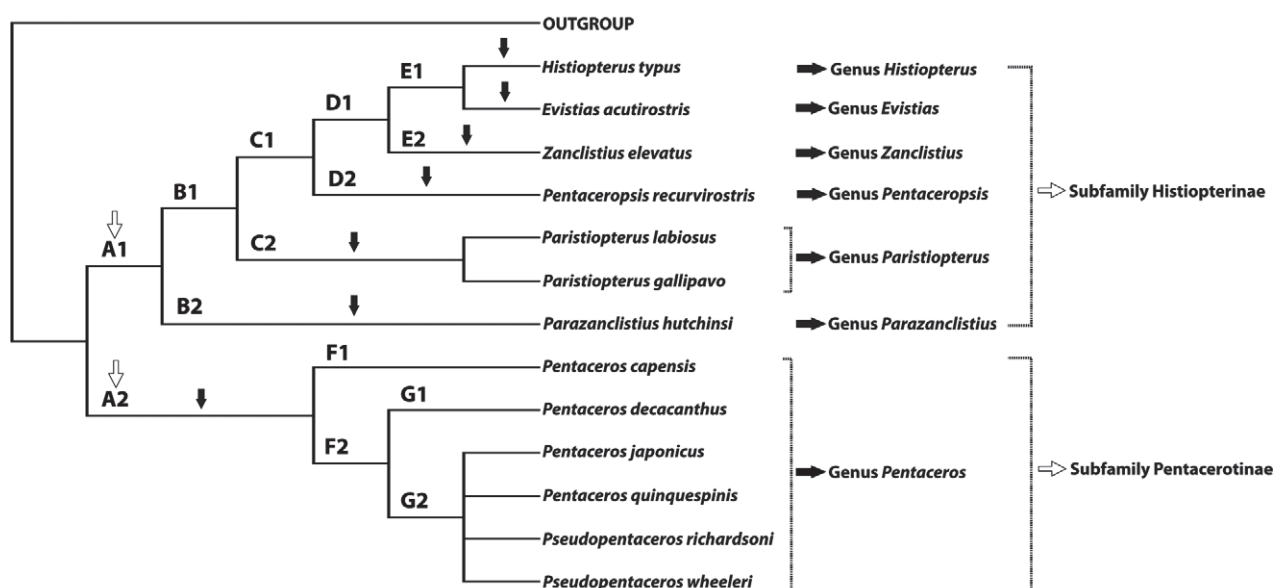 OUTGROUP
E1
Histiopterus typus
Genus Histiopterus
D1
Evistias acutirostris
Genus Evistias
C1
E2
Zanclistius elevatus
Genus Zanclistius
B1
D2
Pentaceropsis recurvirostris
Genus Pentaceropsis
Subfamily Histiopterinae
A1
C2
Paristiopterus labiosus
Genus Paristiopterus
Paristiopterus gallipavo
B2
Parazanclistius hutchinsi
Genus Parazanclistius
F1
Pentaceros capensis
A2
G1
Pentaceros decacanthus
F2
Pentaceros japonicus
Genus Pentaceros
Subfamily Pentacerotinae
G2
Pentaceros quinquespinis
Pseudopentaceros richardsoni
Pseudopentaceros wheeleri